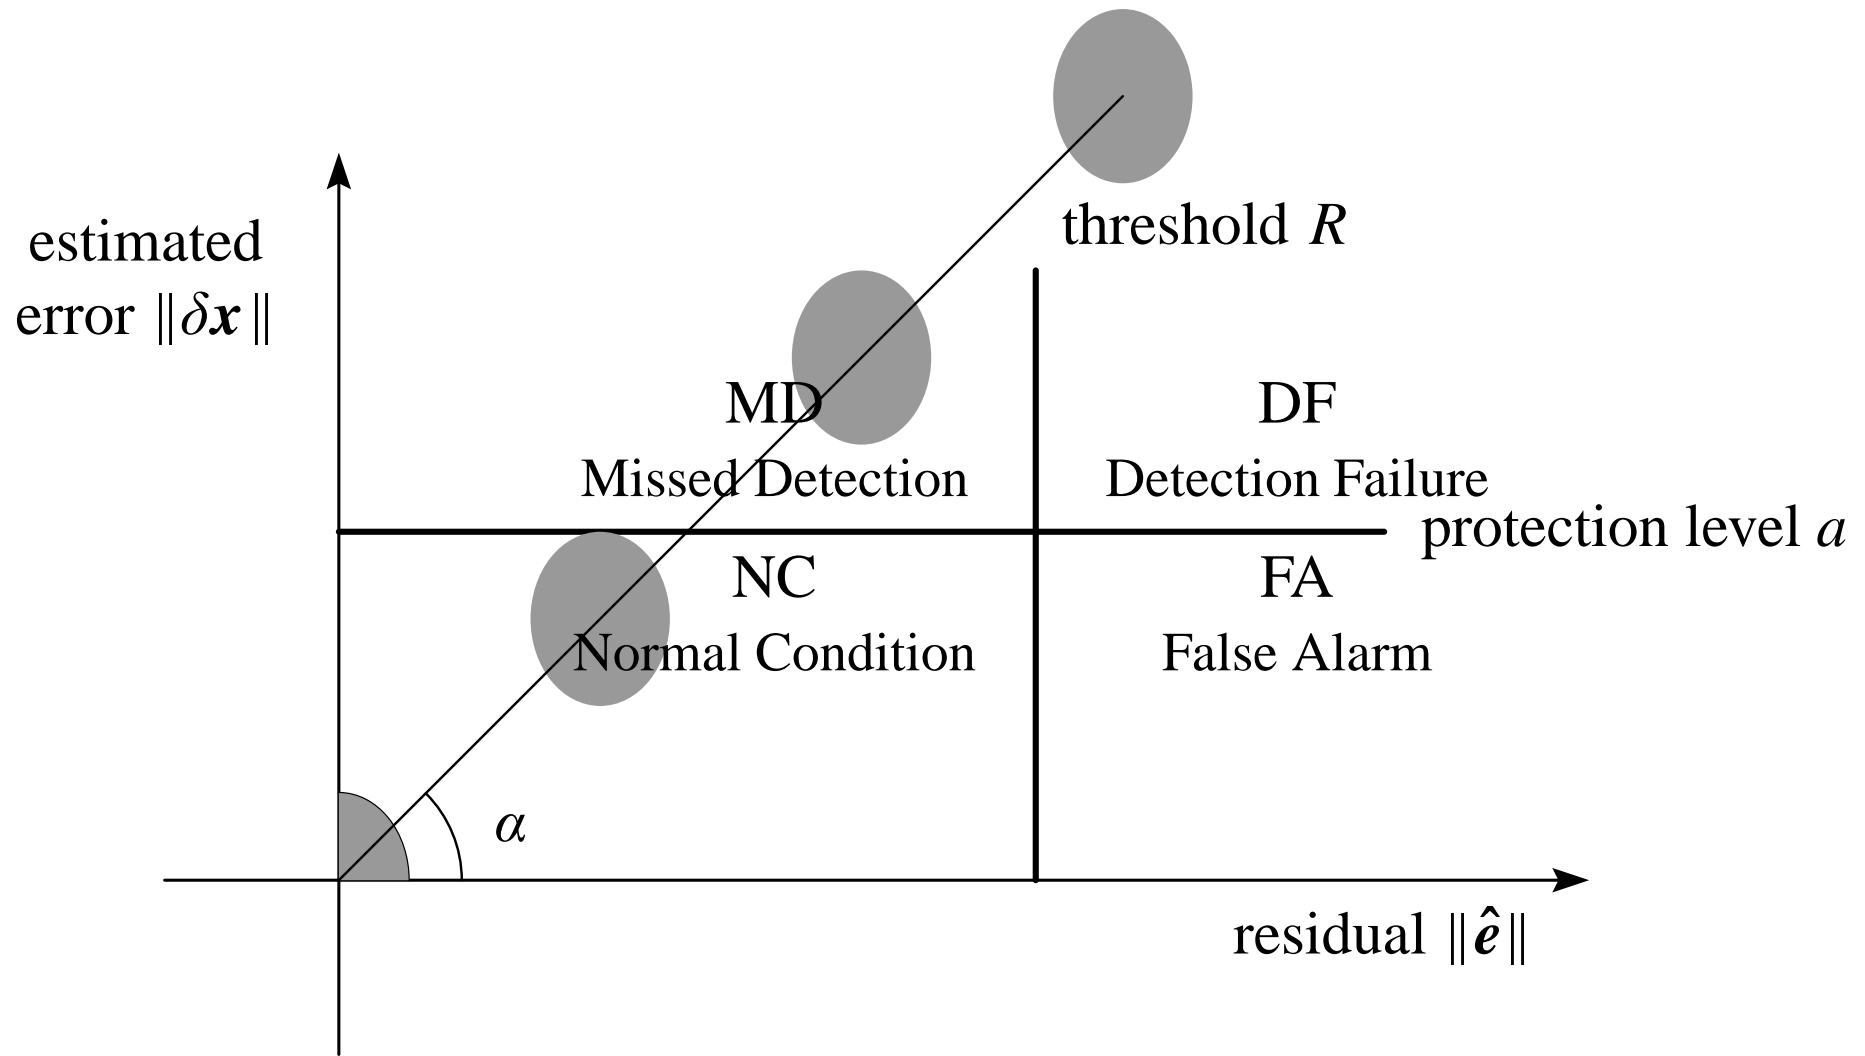 threshold R
estimated
error ‖δx‖
MD
Missed Detection
DF
Detection Failure
protection level a
NC
Normal Condition
FA
False Alarm
α
residual ‖ê‖